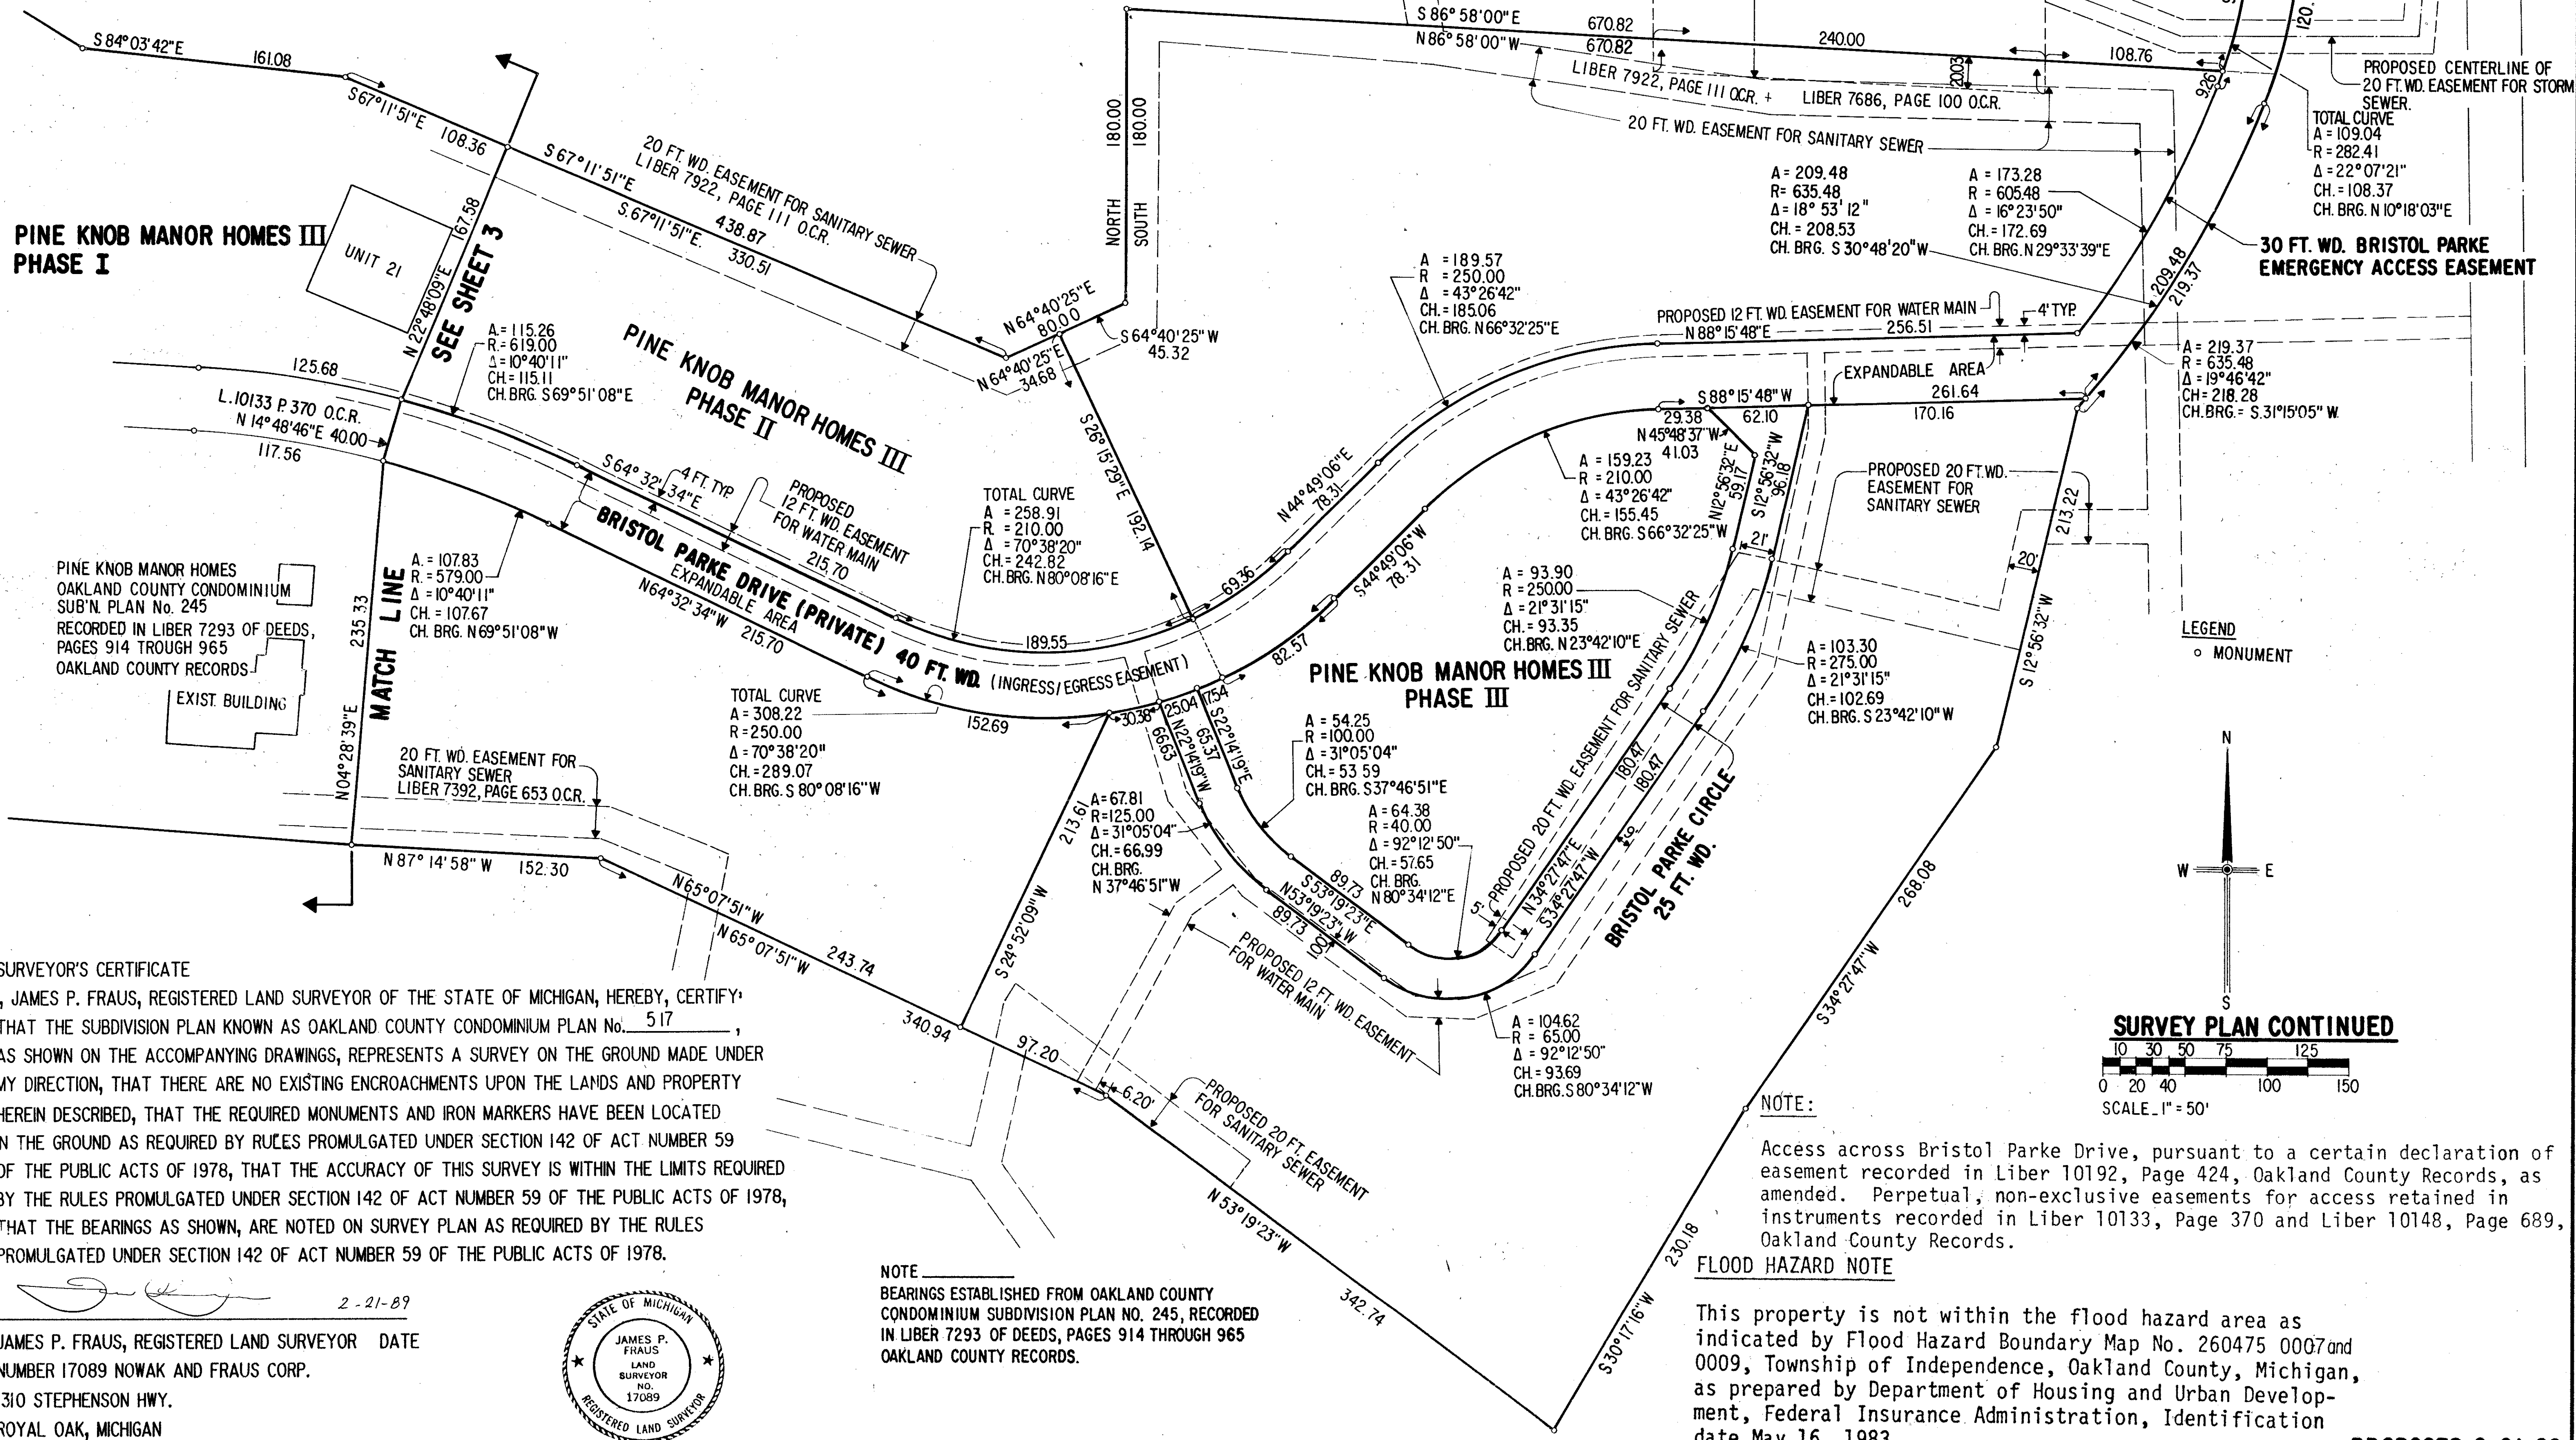 S 84°03'42"E
161.08
S 67°11'51"E
108.36
PINE KNOB MANOR HOMES III
PHASE I
UNIT 21
N 22°48'09"E
167.58
SEE SHEET 3
S 67°11'51"E
438.87
20 FT. WD. EASEMENT FOR SANITARY SEWER
LIBER 7922, PAGE 111 O.C.R.
S.67°11'51"E.
330.51
NORTH 180.00
SOUTH 180.00
S 86°58'00"E 670.82
N 86°58'00"W 670.82
240.00
108.76
20.03
9.26
120.
LIBER 7922, PAGE 111 O.C.R. + LIBER 7686, PAGE 100 O.C.R.
20 FT. WD. EASEMENT FOR SANITARY SEWER
PROPOSED CENTERLINE OF
20 FT. WD. EASEMENT FOR STORM
SEWER.
TOTAL CURVE
A = 109.04
R = 282.41
Δ = 22°07'21"
CH. = 108.37
CH. BRG. N 10°18'03"E
A = 209.48
R = 635.48
Δ = 18° 53' 12"
CH. = 208.53
CH. BRG. S 30°48'20"W
A = 173.28
R = 605.48
Δ = 16°23'50"
CH. = 172.69
CH. BRG. N 29°33'39"E
30 FT. WD. BRISTOL PARKE
EMERGENCY ACCESS EASEMENT
209.48
219.37
A = 189.57
R = 250.00
Δ = 43°26'42"
CH. = 185.06
CH. BRG. N 66°32'25"E
PROPOSED 12 FT. WD. EASEMENT FOR WATER MAIN
4' TYP.
N 88°15'48"E 256.51
A = 219.37
R = 635.48
Δ = 19°46'42"
CH = 218.28
CH. BRG. = S.31°15'05" W.
EXPANDABLE AREA
261.64
S 88°15'48" W
29.38
62.10
170.16
N 64°40'25"E
80.00
S 64°40'25"W
45.32
N 64°40'25"E
34.68
A. = 115.26
R. = 619.00
Δ = 10°40'11"
CH. = 115.11
CH. BRG. S 69°51'08"E
PINE KNOB MANOR HOMES III
PHASE II
125.68
L. 10133 P. 370 O.C.R.
N 14°48'46"E 40.00
117.56
S 26°15'29"E 192.14
S 64°32'34"E
4 FT. TYP.
PROPOSED
12 FT. WD. EASEMENT
FOR WATER MAIN
215.70
BRISTOL PARKE DRIVE (PRIVATE) 40 FT. WD. (INGRESS/EGRESS EASEMENT)
EXPANDABLE AREA
N 64°32'34"W 215.70
TOTAL CURVE
A = 258.91
R. = 210.00
Δ = 70°38'20"
CH. = 242.82
CH. BRG. N 80°08'16"E
N 44°49'06"E
78.31
S 44°49'06"W
78.31
69.36
82.57
189.55
N 45°48'37"W
41.03
A = 159.23
R = 210.00
Δ = 43°26'42"
CH. = 155.45
CH. BRG. S 66°32'25"W
N 12°56'32"E
59.17
S 12°56'32"W
96.18
PROPOSED 20 FT. WD.
EASEMENT FOR
SANITARY SEWER
21'
213.22
20'
S 12°56'32"W
PINE KNOB MANOR HOMES
OAKLAND COUNTY CONDOMINIUM
SUB'N. PLAN No. 245
RECORDED IN LIBER 7293 OF DEEDS,
PAGES 914 TROUGH 965
OAKLAND COUNTY RECORDS
EXIST. BUILDING
235.33
N 04°28'39"E
MATCH LINE
A. = 107.83
R. = 579.00
Δ = 10°40'11"
CH. = 107.67
CH. BRG. N 69°51'08"W
A = 93.90
R = 250.00
Δ = 21°31'15"
CH. = 93.35
CH. BRG. N 23°42'10"E
A = 103.30
R = 275.00
Δ = 21°31'15"
CH. = 102.69
CH. BRG. S 23°42'10"W
PINE KNOB MANOR HOMES III
PHASE III
LEGEND
o MONUMENT
TOTAL CURVE
A = 308.22
R = 250.00
Δ = 70°38'20"
CH. = 289.07
CH. BRG. S 80°08'16"W
152.69
30.38
25.04
17.54
N 22°14'19"W
66.63
65.37
S 22°14'19"E
A = 54.25
R = 100.00
Δ = 31°05'04"
CH. = 53 59
CH. BRG. S 37°46'51"E
A = 67.81
R = 125.00
Δ = 31°05'04"
CH. = 66.99
CH. BRG.
N 37°46'51"W
A = 64.38
R = 40.00
Δ = 92°12'50"
CH. = 57.65
CH. BRG.
N 80°34'12"E
20 FT. WD. EASEMENT FOR
SANITARY SEWER
LIBER 7392, PAGE 653 O.C.R.
N 87° 14'58" W 152.30
N 65°07'51"W
N 65°07'51"W
243.74
340.94
213.61
S 24°52'09"W
89.73
S 53°19'23"E
N 53°19'23"W
89.73
PROPOSED 20 FT. WD. EASEMENT FOR SANITARY SEWER
180.47
180.47
N 34°27'47"E
S 34°27'47"W
5'
BRISTOL PARKE CIRCLE
25 FT. WD.
PROPOSED 12 FT. WD. EASEMENT
FOR WATER MAIN
A = 104.62
R = 65.00
Δ = 92°12'50"
CH. = 93.69
CH. BRG. S 80°34'12"W
97.20
6.20'
PROPOSED 20 FT. EASEMENT
FOR SANITARY SEWER
N 53°19'23"W
342.74
268.08
S 34°27'47"W
230.18
S 30°17'16"W
N
W E
S
SURVEY PLAN CONTINUED
10 30 50 75 125
0 20 40 100 150
SCALE_1" = 50'
SURVEYOR'S CERTIFICATE
, JAMES P. FRAUS, REGISTERED LAND SURVEYOR OF THE STATE OF MICHIGAN, HEREBY, CERTIFY:
THAT THE SUBDIVISION PLAN KNOWN AS OAKLAND COUNTY CONDOMINIUM PLAN No. 517 ,
AS SHOWN ON THE ACCOMPANYING DRAWINGS, REPRESENTS A SURVEY ON THE GROUND MADE UNDER
MY DIRECTION, THAT THERE ARE NO EXISTING ENCROACHMENTS UPON THE LANDS AND PROPERTY
HEREIN DESCRIBED, THAT THE REQUIRED MONUMENTS AND IRON MARKERS HAVE BEEN LOCATED
IN THE GROUND AS REQUIRED BY RULES PROMULGATED UNDER SECTION 142 OF ACT NUMBER 59
OF THE PUBLIC ACTS OF 1978, THAT THE ACCURACY OF THIS SURVEY IS WITHIN THE LIMITS REQUIRED
BY THE RULES PROMULGATED UNDER SECTION 142 OF ACT NUMBER 59 OF THE PUBLIC ACTS OF 1978,
THAT THE BEARINGS AS SHOWN, ARE NOTED ON SURVEY PLAN AS REQUIRED BY THE RULES
PROMULGATED UNDER SECTION 142 OF ACT NUMBER 59 OF THE PUBLIC ACTS OF 1978.
2-21-89
JAMES P. FRAUS, REGISTERED LAND SURVEYOR DATE
NUMBER 17089 NOWAK AND FRAUS CORP.
1310 STEPHENSON HWY.
ROYAL OAK, MICHIGAN
STATE OF MICHIGAN
JAMES P.
FRAUS
LAND
SURVEYOR
NO.
17089
REGISTERED LAND SURVEYOR
NOTE
BEARINGS ESTABLISHED FROM OAKLAND COUNTY
CONDOMINIUM SUBDIVISION PLAN NO. 245, RECORDED
IN LIBER 7293 OF DEEDS, PAGES 914 THROUGH 965
OAKLAND COUNTY RECORDS.
NOTE:
Access across Bristol Parke Drive, pursuant to a certain declaration of
easement recorded in Liber 10192, Page 424, Oakland County Records, as
amended. Perpetual, non-exclusive easements for access retained in
instruments recorded in Liber 10133, Page 370 and Liber 10148, Page 689,
Oakland County Records.
FLOOD HAZARD NOTE
This property is not within the flood hazard area as
indicated by Flood Hazard Boundary Map No. 260475 0007 and
0009, Township of Independence, Oakland County, Michigan,
as prepared by Department of Housing and Urban Develop-
ment, Federal Insurance Administration, Identification
date May 16, 1983